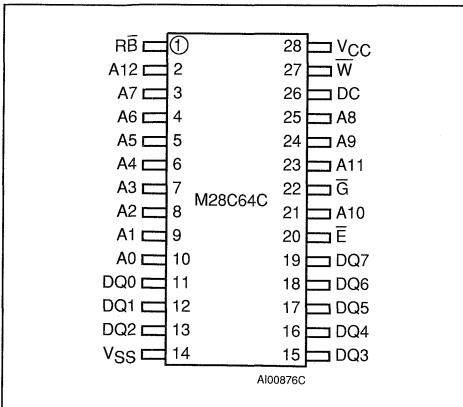 RB̅ 1 28 VCC
A12 2 27 W̅
A7 3 26 DC
A6 4 25 A8
A5 5 24 A9
A4 6 23 A11
A3 7 22 G̅
A2 8 M28C64C 21 A10
A1 9 20 E̅
A0 10 19 DQ7
DQ0 11 18 DQ6
DQ1 12 17 DQ5
DQ2 13 16 DQ4
VSS 14 15 DQ3
AI00876C